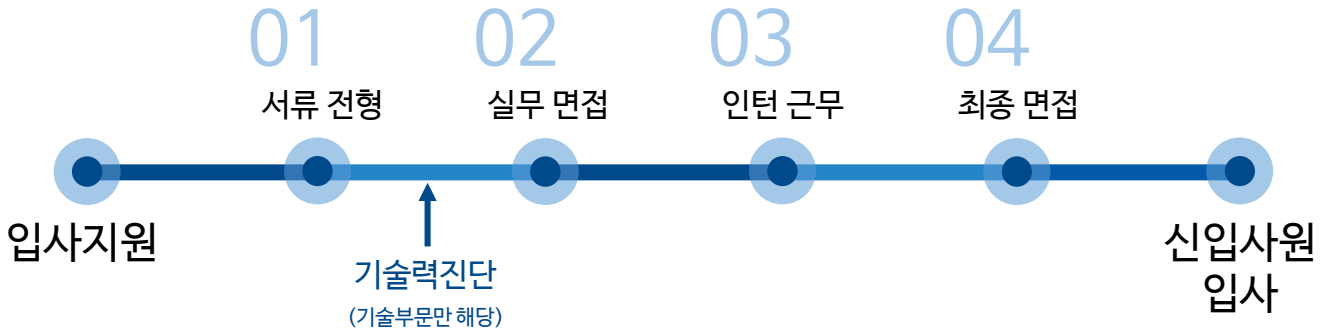 01
서류 전형
02
실무 면접
03
인턴 근무
04
최종 면접
입사지원
기술력진단
(기술부문만 해당)
신입사원
입사